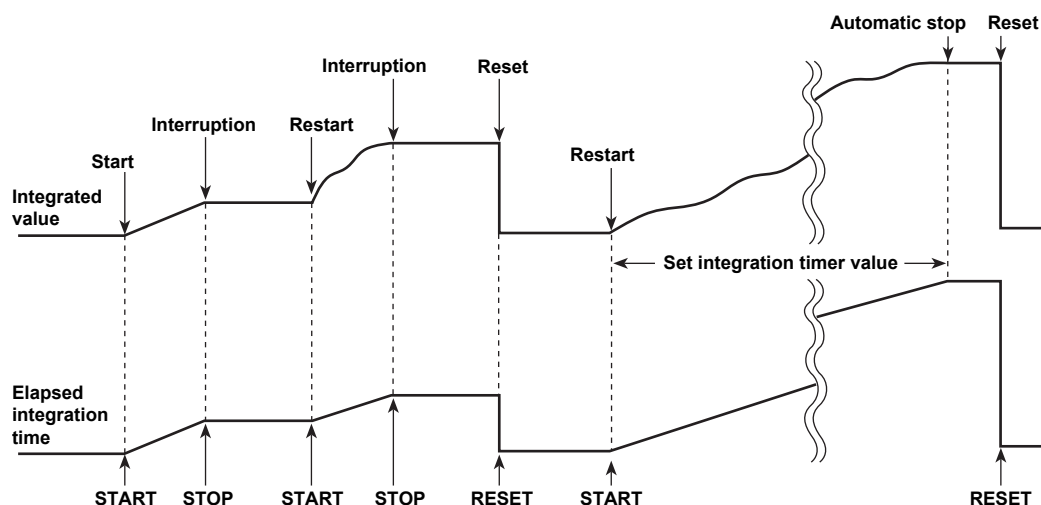 Automatic stop Reset
Interruption Reset
Interruption Restart
Start Restart
Integrated
value
Set integration timer value
Elapsed
integration
time
START STOP START STOP RESET START RESET